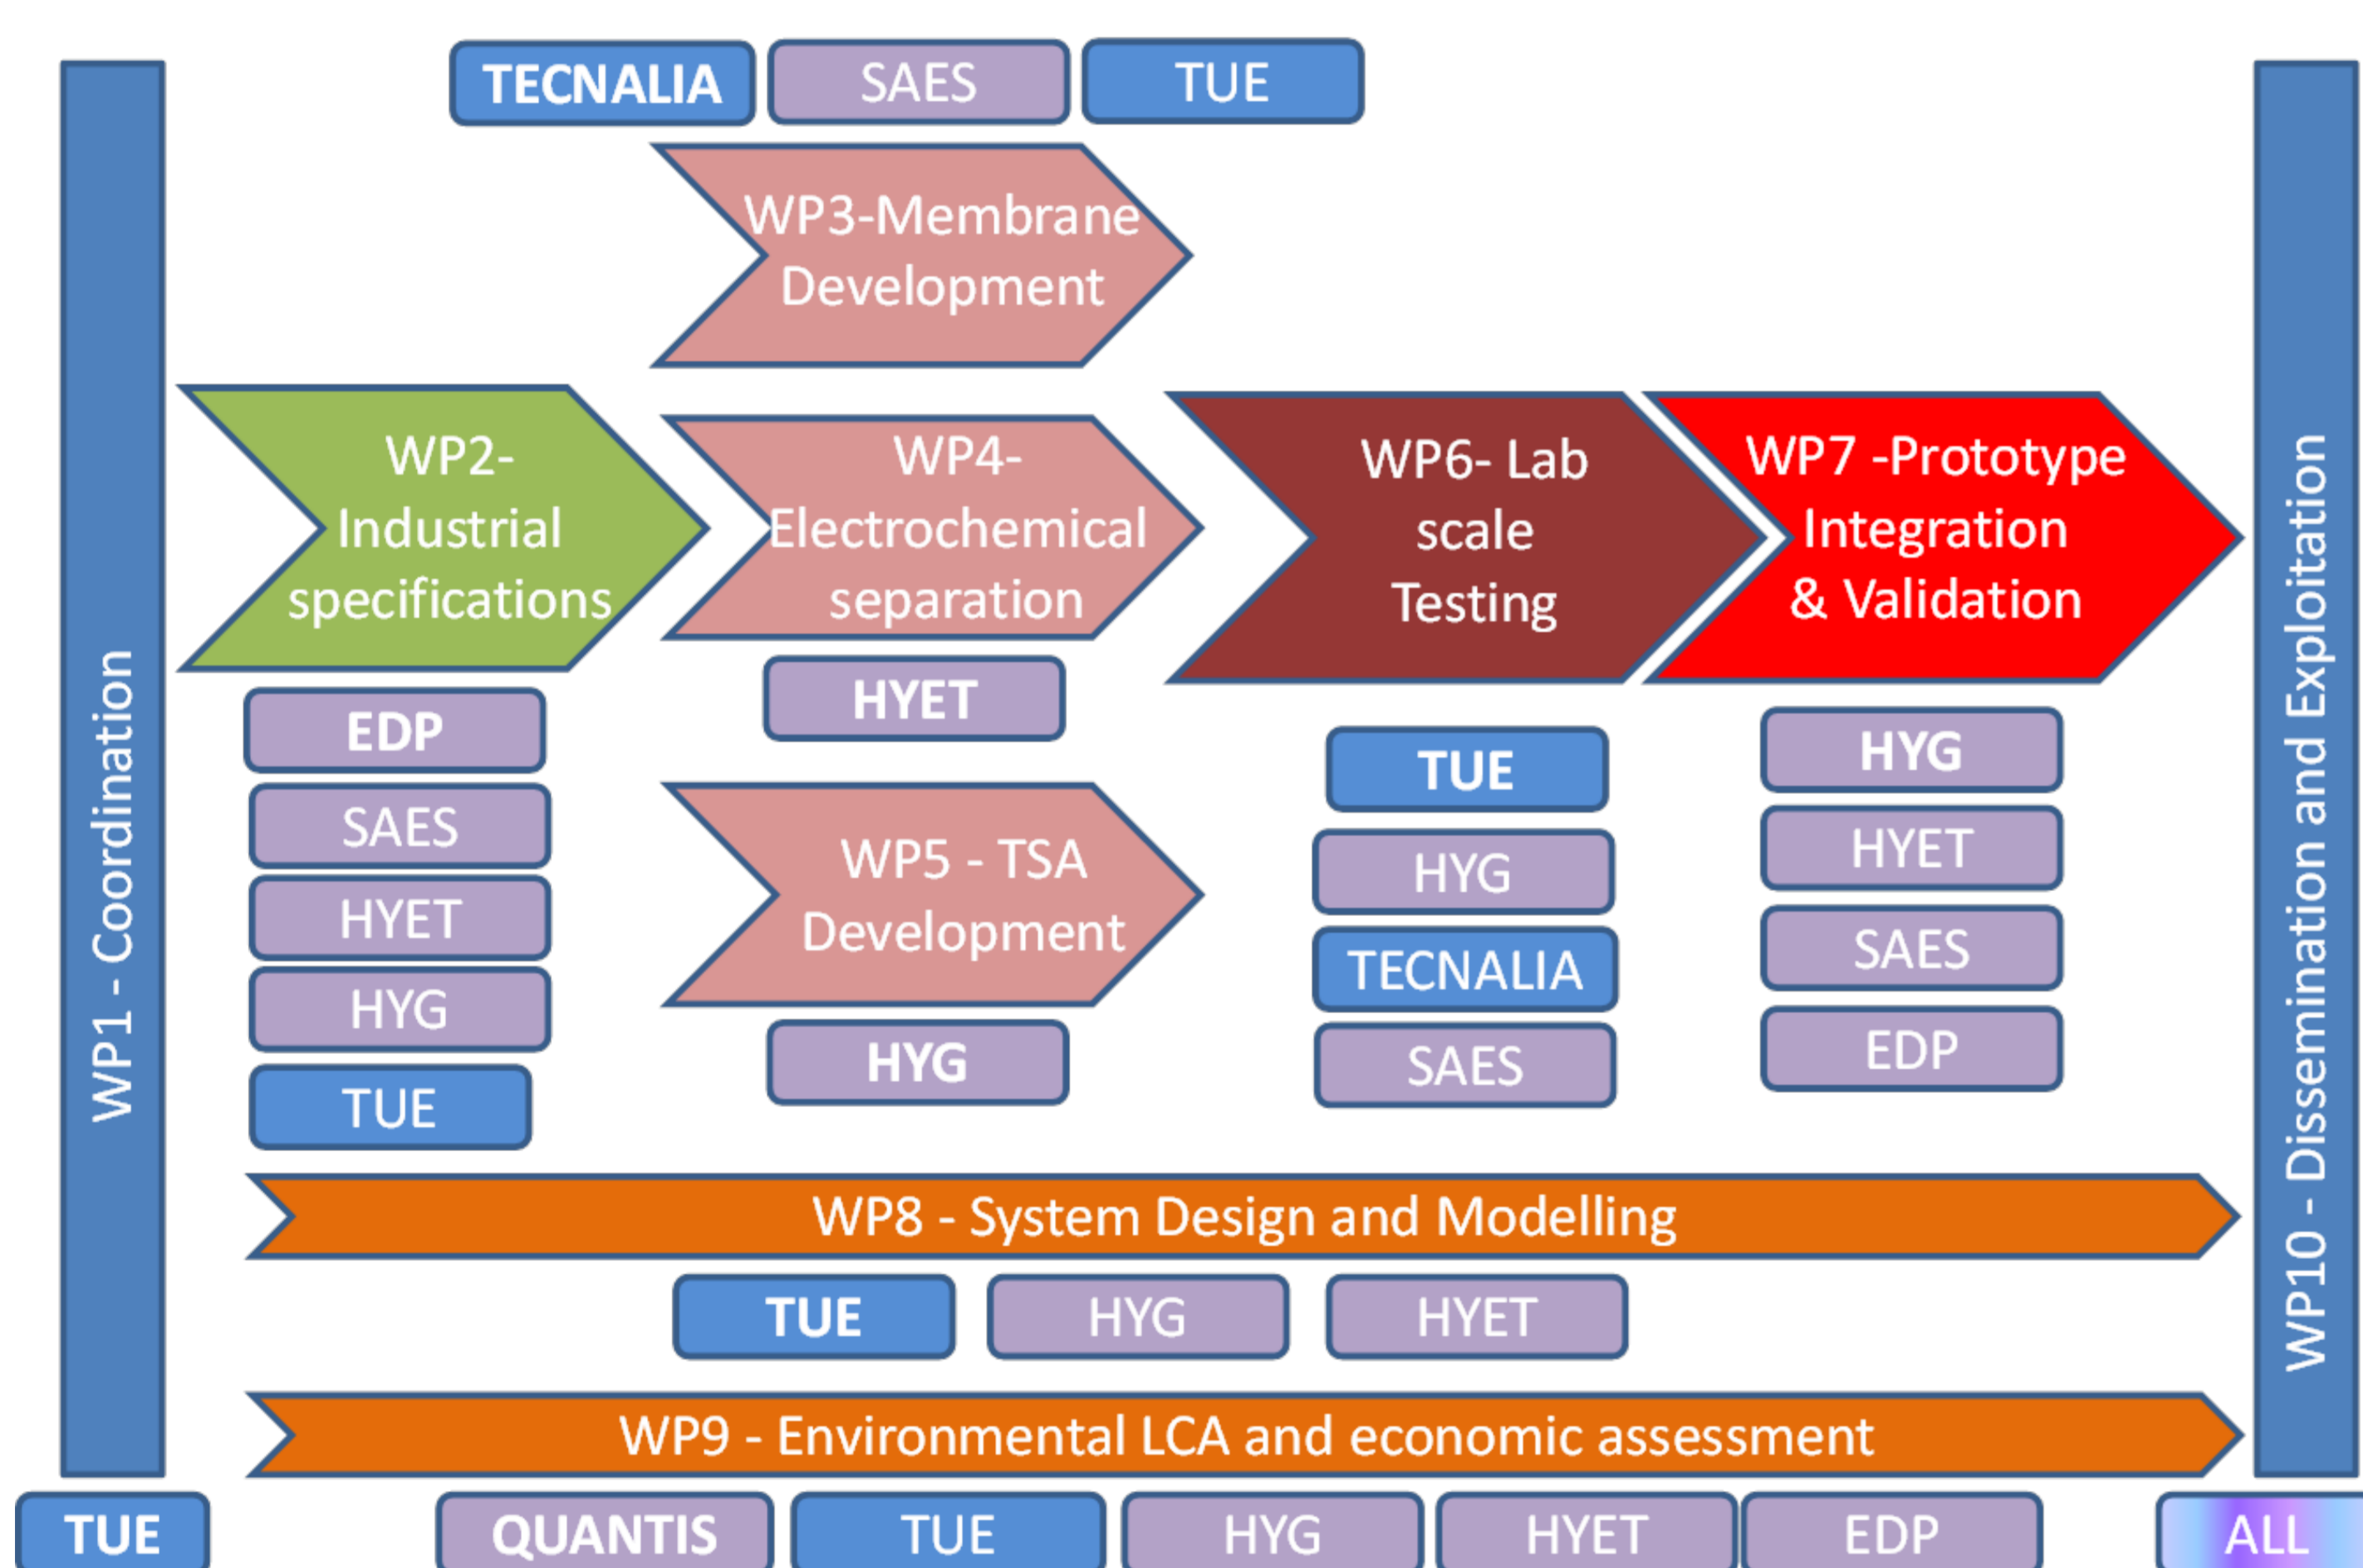 TECNALIA
SAES
TUE
WP3-Membrane
Development
WP1 - Coordination
WP2-
Industrial
specifications
WP4-
Electrochemical
separation
WP6- Lab
scale
Testing
WP7 -Prototype
Integration
& Validation
WP10 - Dissemination and Exploitation
EDP
SAES
HYET
HYG
TUE
HYET
WP5 - TSA
Development
HYG
TUE
HYG
TECNALIA
SAES
HYG
HYET
SAES
EDP
WP8 - System Design and Modelling
TUE
HYG
HYET
WP9 - Environmental LCA and economic assessment
TUE
QUANTIS
TUE
HYG
HYET
EDP
ALL